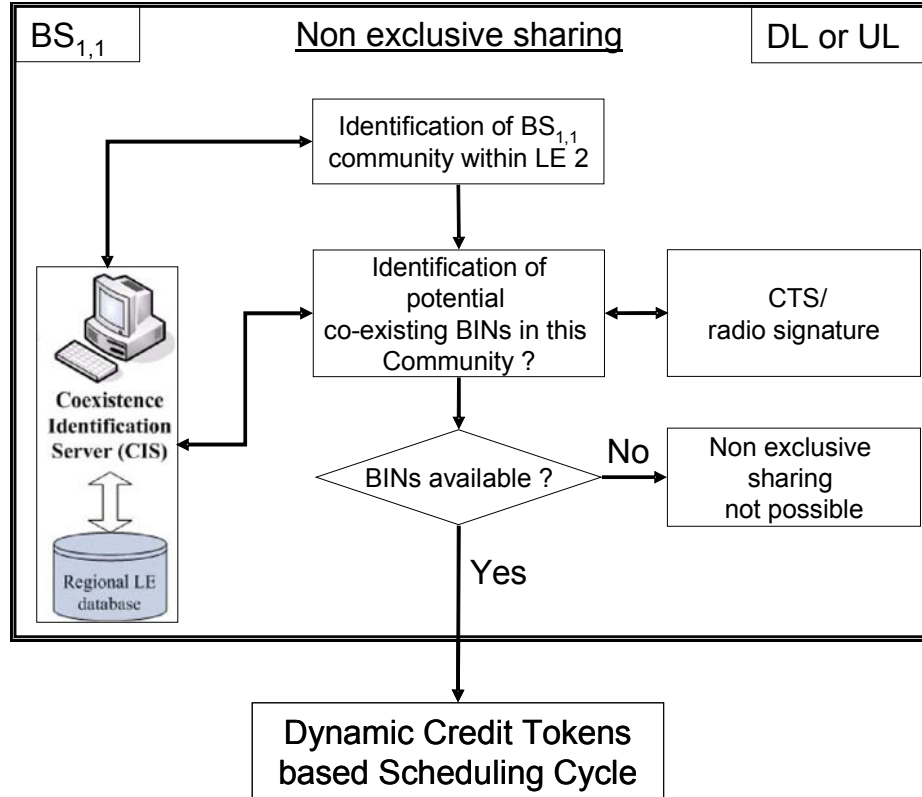 BS1,1
Non exclusive sharing
DL or UL
Identification of BS1,1
community within LE 2
Identification of
potential
co-existing BINs in this
Community ?
CTS/
radio signature
Coexistence
Identification
Server (CIS)
Regional LE
database
BINs available ?
No
Non exclusive
sharing
not possible
Yes
Dynamic Credit Tokens
based Scheduling Cycle